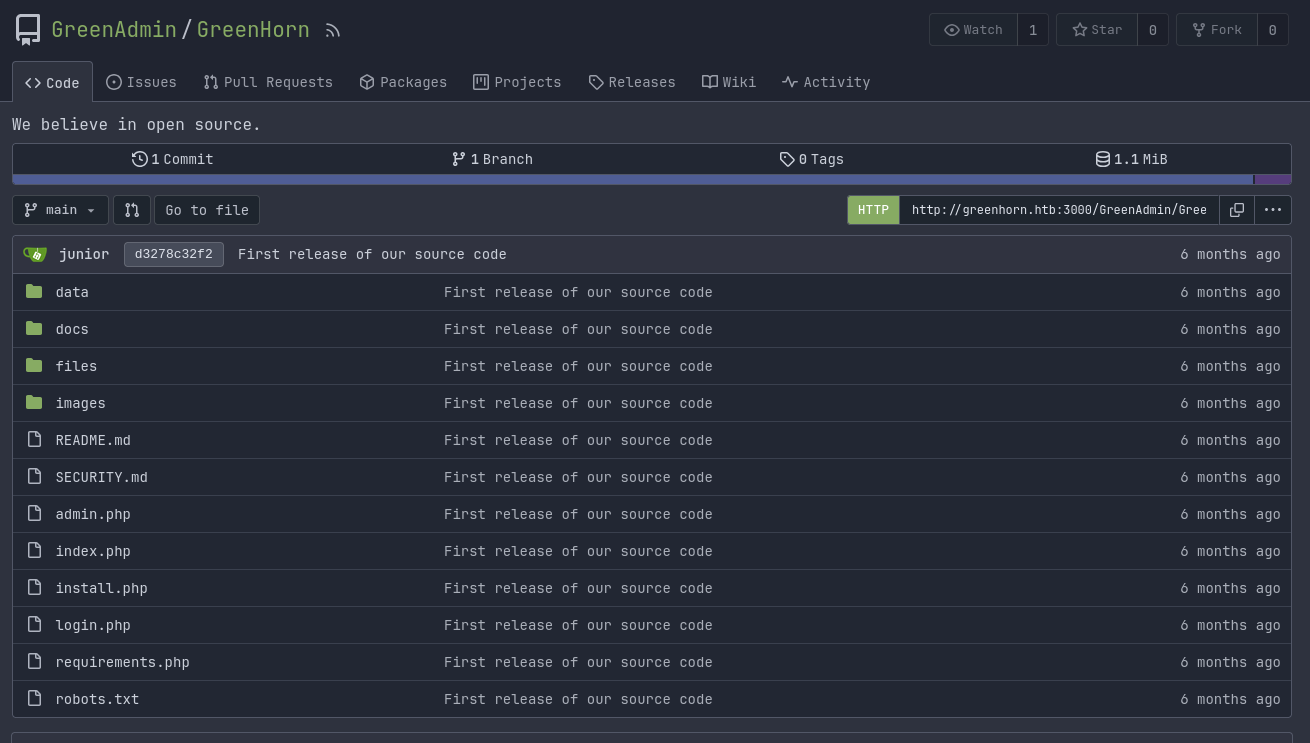 GreenAdmin/GreenHorn Watch 1 Star 0 Fork 0
Code Issues Pull Requests Packages Projects Releases Wiki Activity
We believe in open source.
1 Commit 1 Branch 0 Tags 1.1 MiB
main Go to file HTTP http://greenhorn.htb:3000/GreenAdmin/Gree
junior d3278c32f2 First release of our source code 6 months ago
data First release of our source code 6 months ago
docs First release of our source code 6 months ago
files First release of our source code 6 months ago
images First release of our source code 6 months ago
README.md First release of our source code 6 months ago
SECURITY.md First release of our source code 6 months ago
admin.php First release of our source code 6 months ago
index.php First release of our source code 6 months ago
install.php First release of our source code 6 months ago
login.php First release of our source code 6 months ago
requirements.php First release of our source code 6 months ago
robots.txt First release of our source code 6 months ago